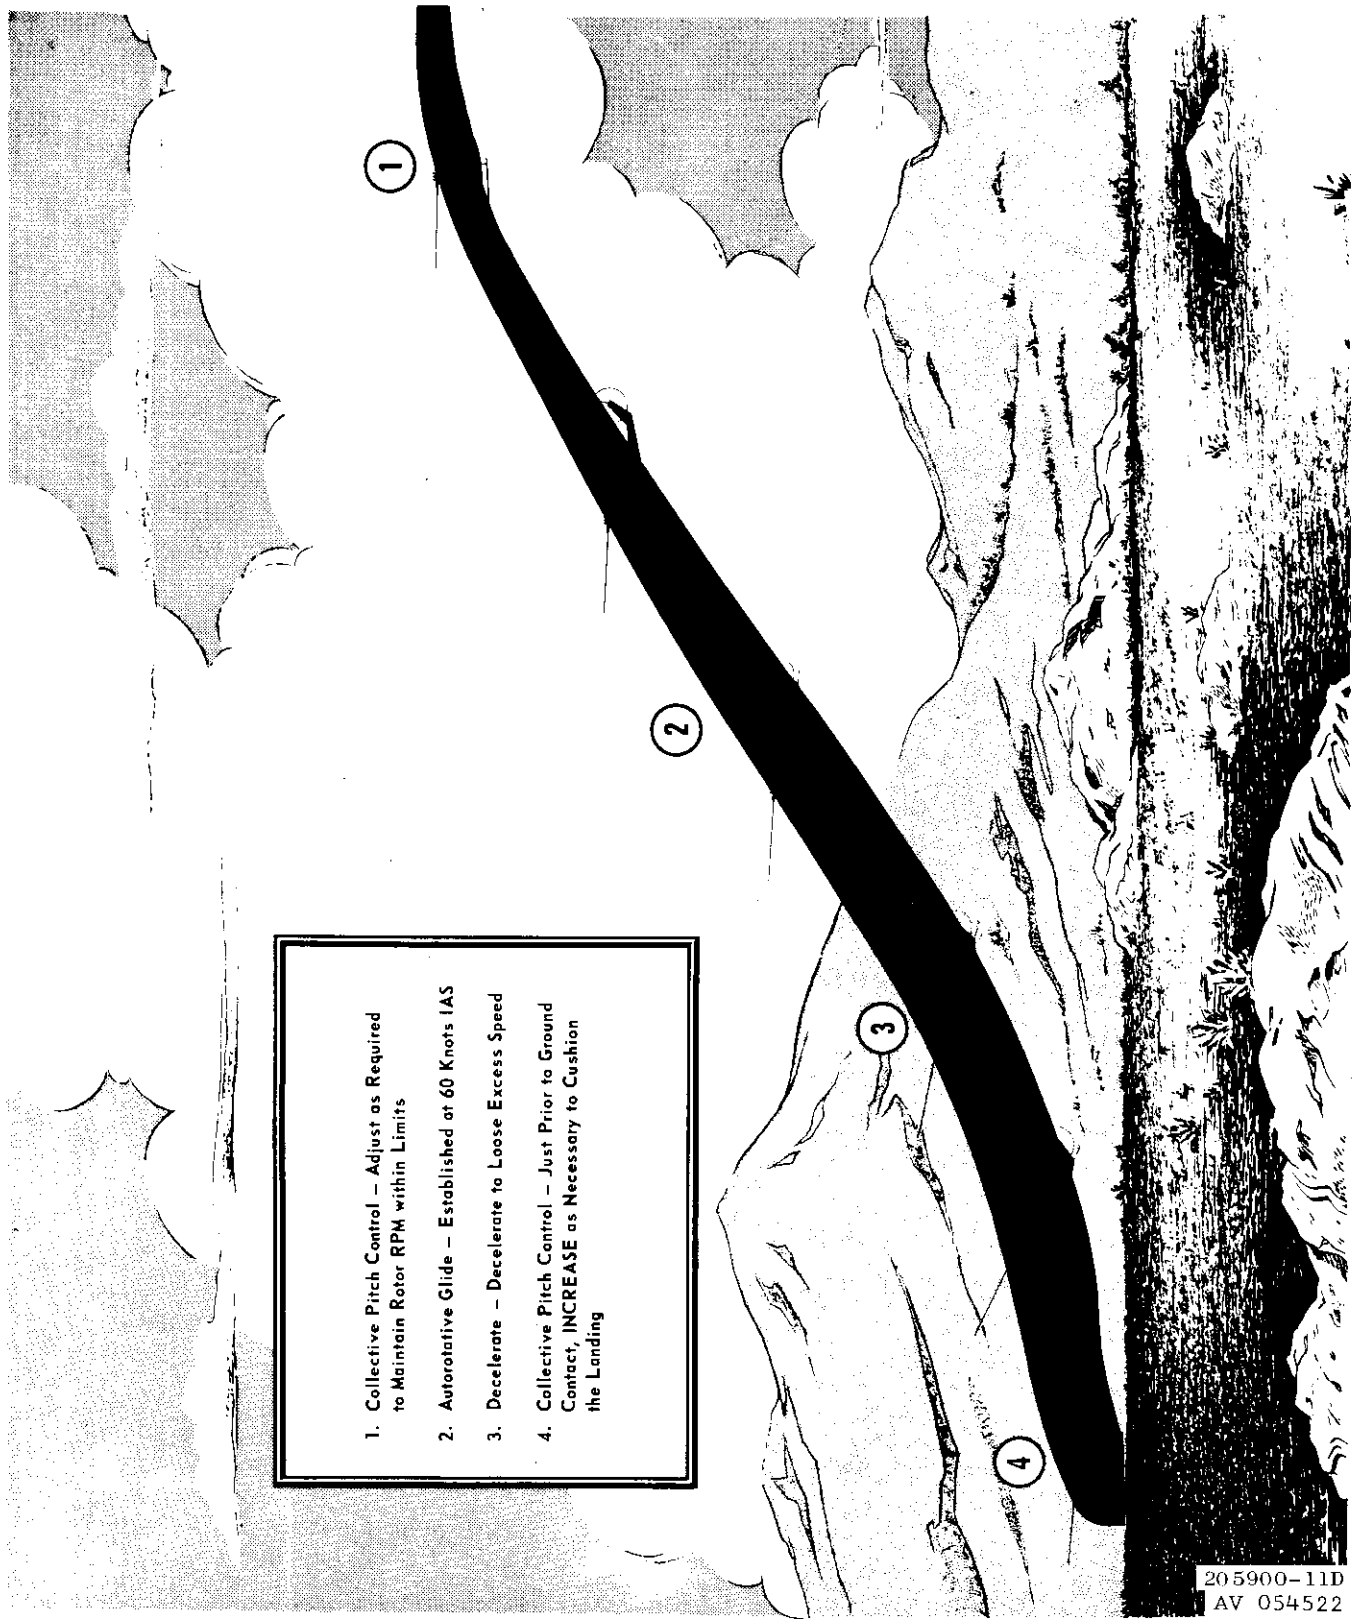 1. Collective Pitch Control – Adjust as Required
to Maintain Rotor RPM within Limits
2. Autorotative Glide – Established at 60 Knots IAS
3. Decelerate – Decelerate to Loose Excess Speed
4. Collective Pitch Control – Just Prior to Ground
Contact, INCREASE as Necessary to Cushion
the Landing
1
2
3
4
205900-11D
AV 054522